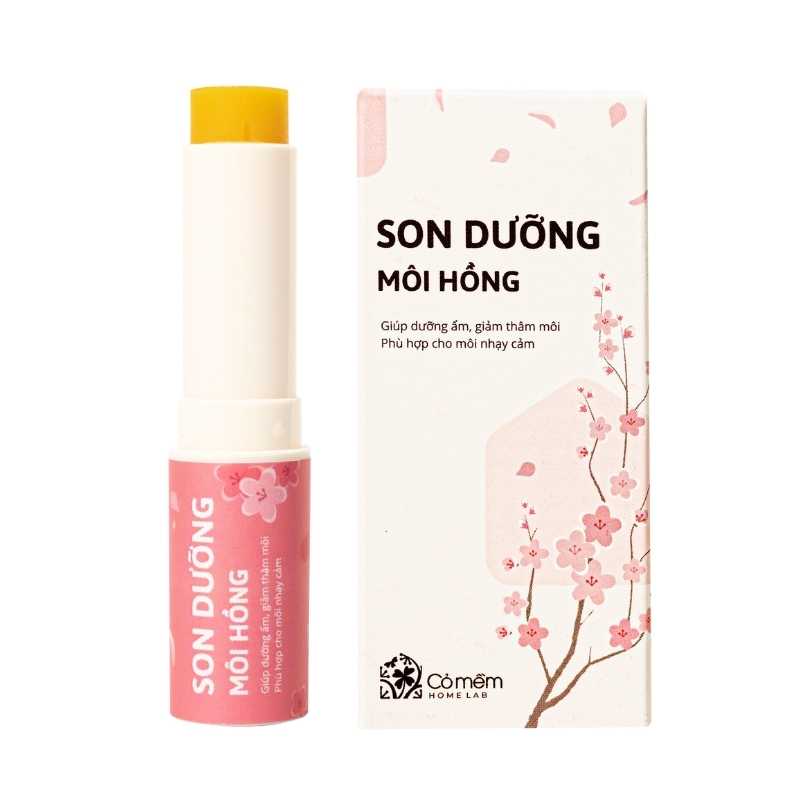 SON DƯỠNG
MÔI HỒNG
Giúp dưỡng ẩm, giảm thâm môi
Phù hợp cho môi nhạy cảm
SON DƯỠNG
MÔI HỒNG
Giúp dưỡng ẩm, giảm thâm môi
Phù hợp cho môi nhạy cảm
Cỏ mềm
HOME LAB